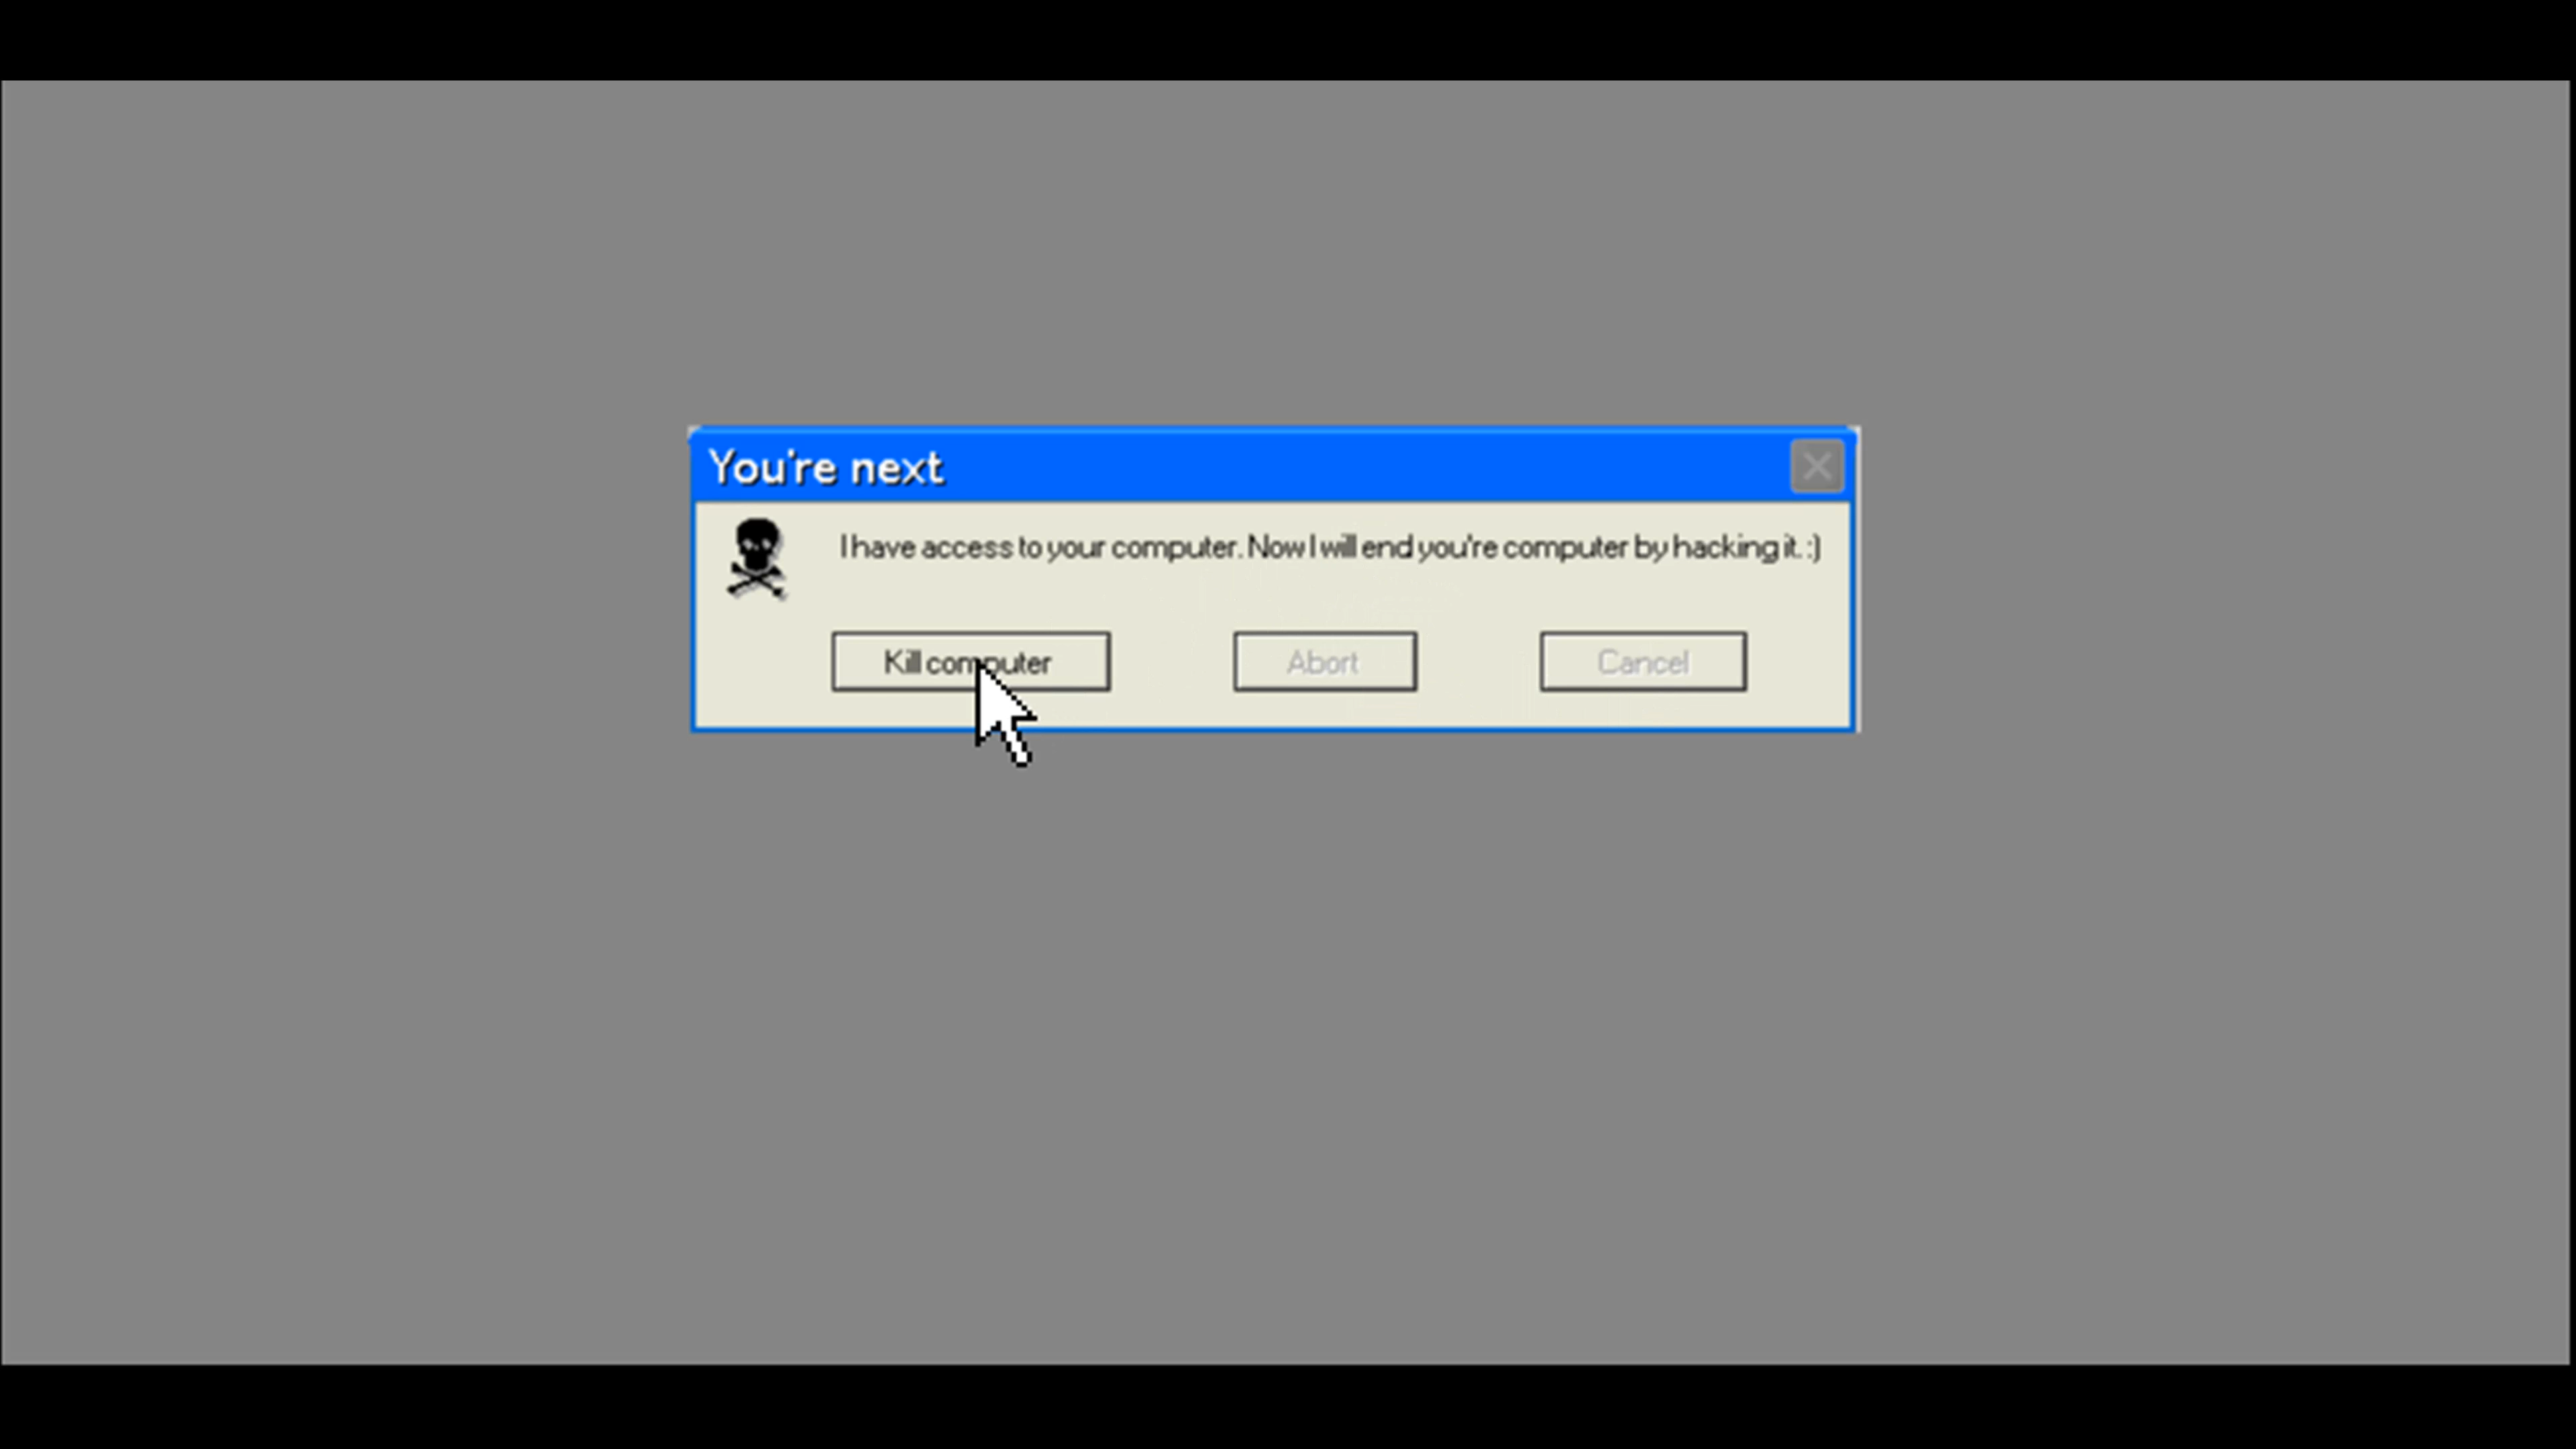 You're next
I have access to your computer. Now I will end you're computer by hacking it. :)
Kill computer
Abort
Cancel